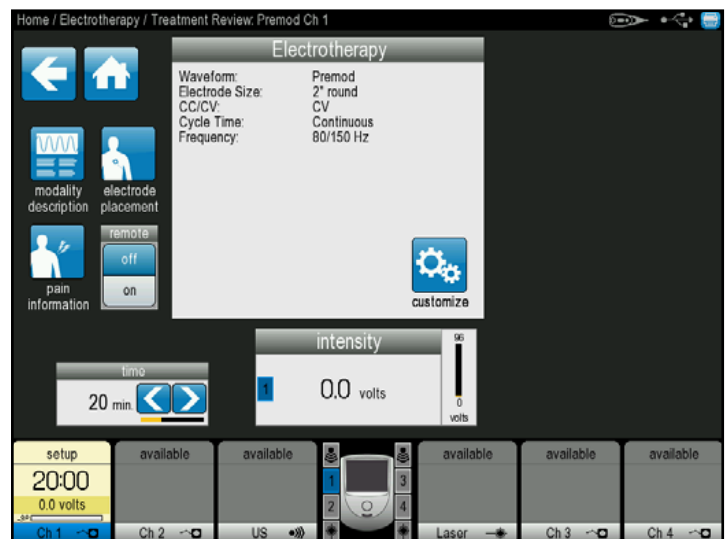 Home / Electrotherapy / Treatment Review: Premod Ch 1
Electrotherapy
Waveform: Premod
Electrode Size: 2" round
CC/CV: CV
Cycle Time: Continuous
Frequency: 80/150 Hz
modality
description
electrode
placement
remote
off
on
pain
information
customize
intensity
1 0.0 volts
96
0
volts
time
20 min.
setup
20:00
0.0 volts
Ch 1
available
Ch 2
available
US
1
2
3
4
available
Laser
available
Ch 3
available
Ch 4